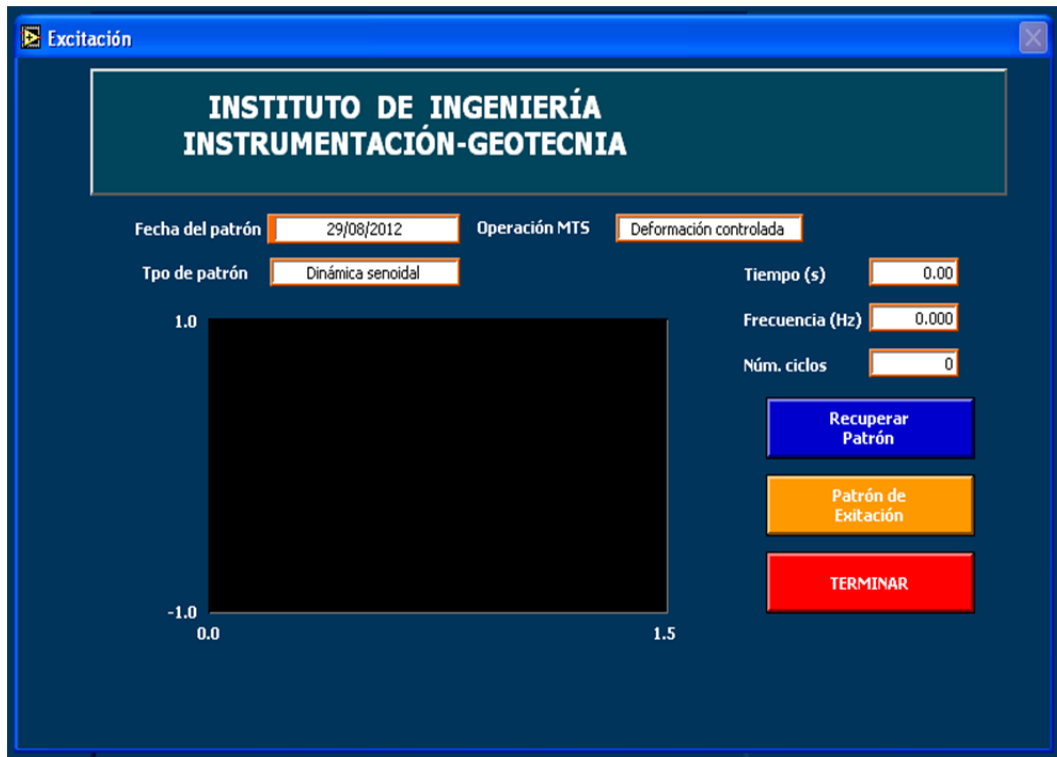 Excitación
INSTITUTO DE INGENIERÍA
INSTRUMENTACIÓN-GEOTECNIA
Fecha del patrón 29/08/2012 Operación MTS Deformación controlada
Tpo de patrón Dinámica senoidal
Tiempo (s) 0.00
Frecuencia (Hz) 0.000
Núm. ciclos 0
1.0
-1.0
0.0 1.5
Recuperar
Patrón
Patrón de
Exitación
TERMINAR